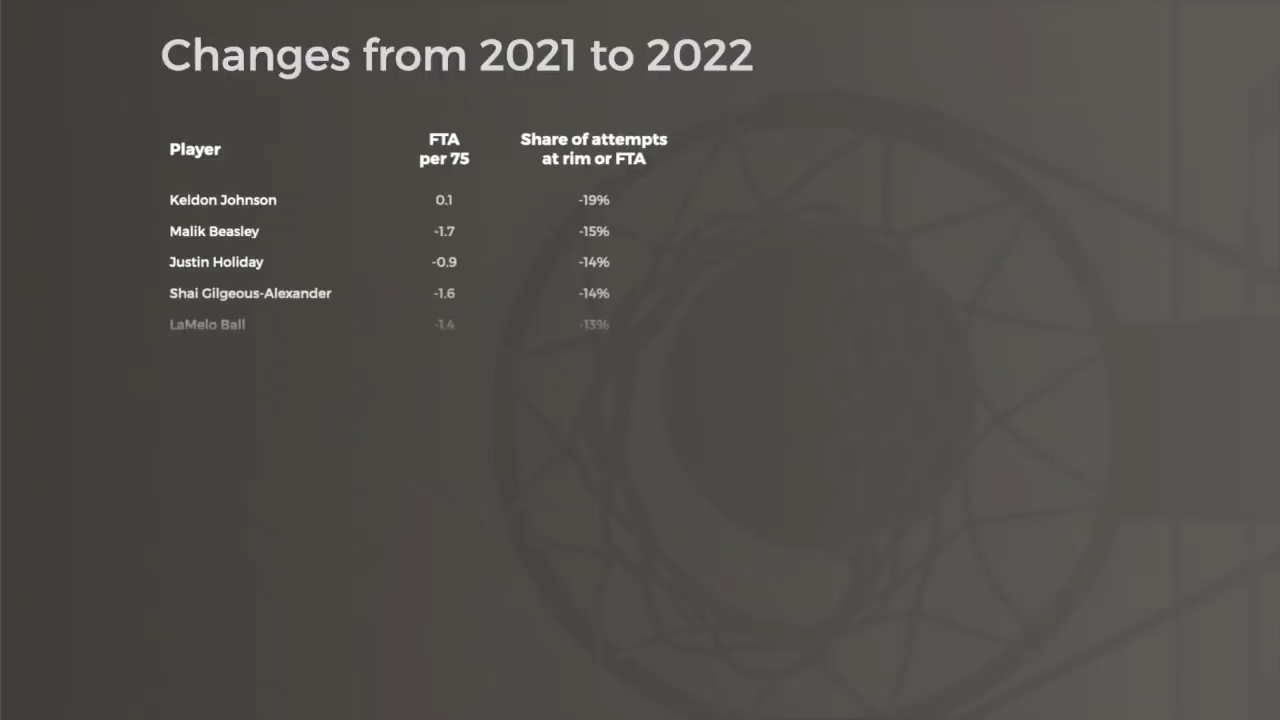 Changes from 2021 to 2022
Player FTA per 75 Share of attempts at rim or FTA
Keldon Johnson 0.1 -19%
Malik Beasley -1.7 -15%
Justin Holiday -0.9 -14%
Shai Gilgeous-Alexander -1.6 -14%
LaMelo Ball -1.4 -13%